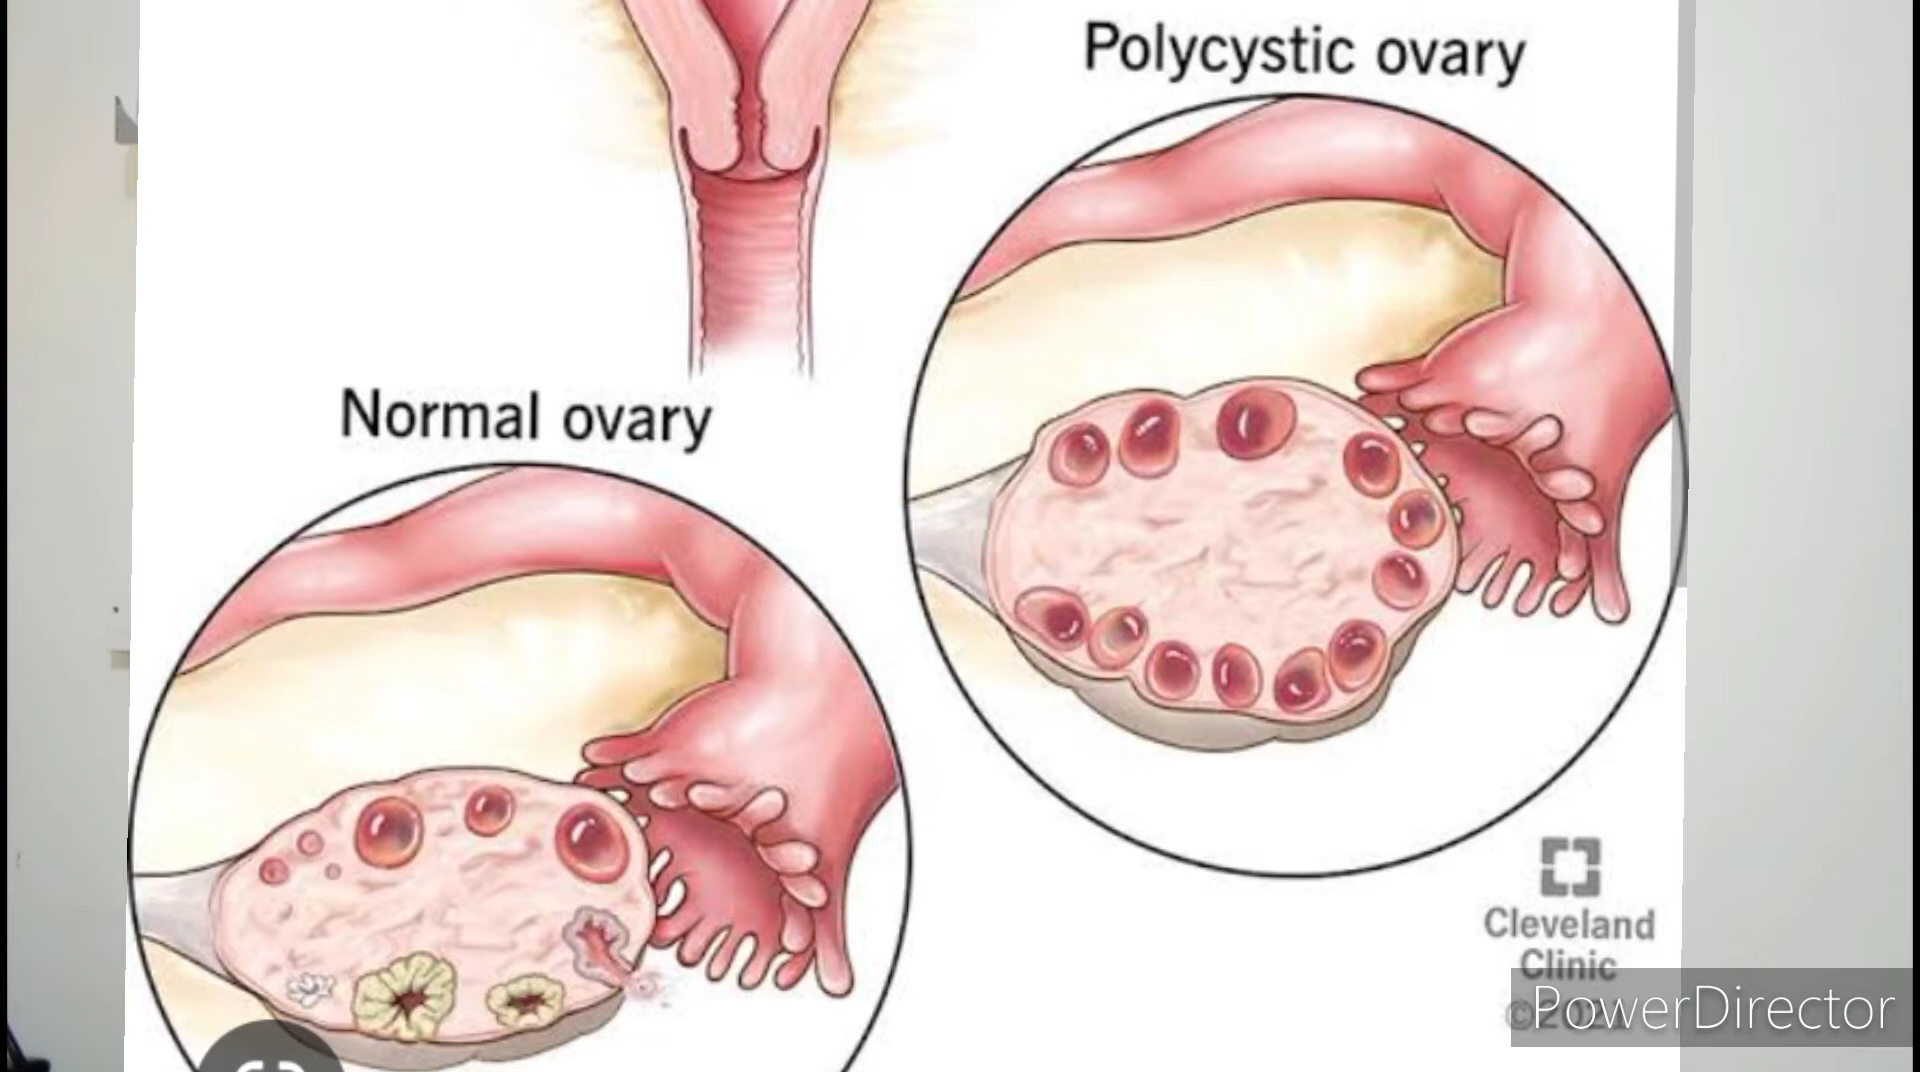 Polycystic ovary
Normal ovary
Cleveland
Clinic
PowerDirector